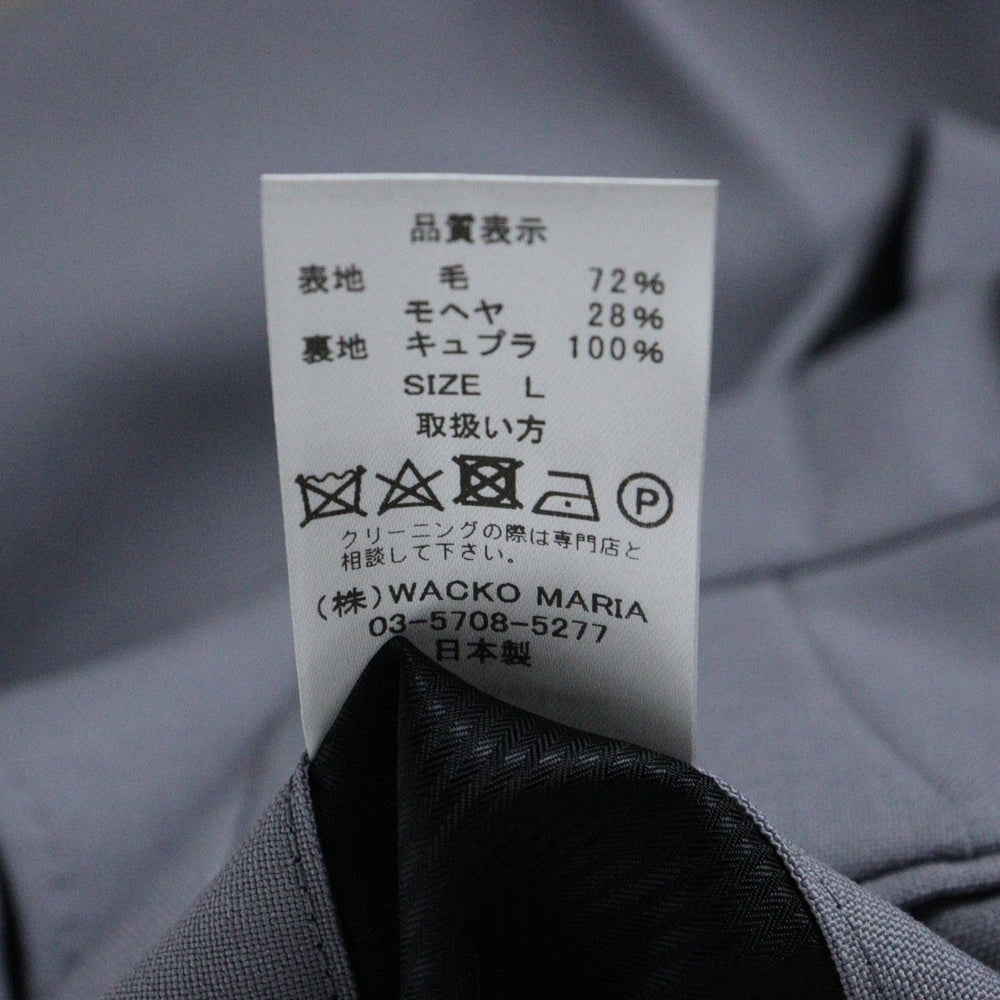 品質表示
表地 毛 72%
モヘヤ 28%
裏地 キュプラ 100%
SIZE L
取扱い方
P
クリーニングの際は専門店と
相談して下さい。
(株)WACKO MARIA
03-5708-5277
日本製